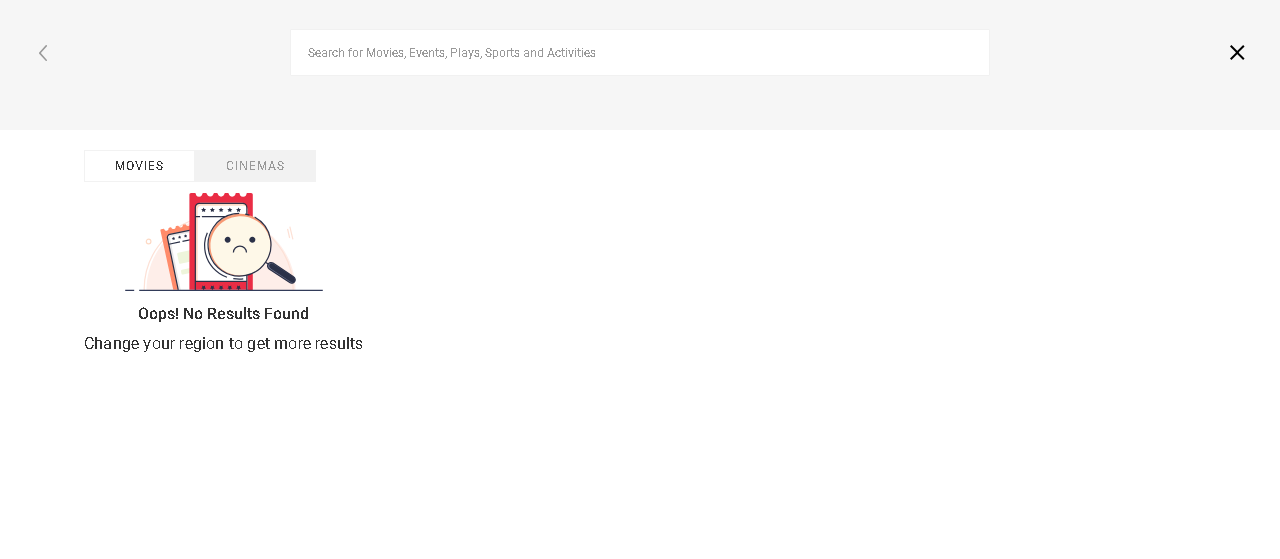 Search for Movies, Events, Plays, Sports and Activities
MOVIES
CINEMAS
Oops! No Results Found
Change your region to get more results